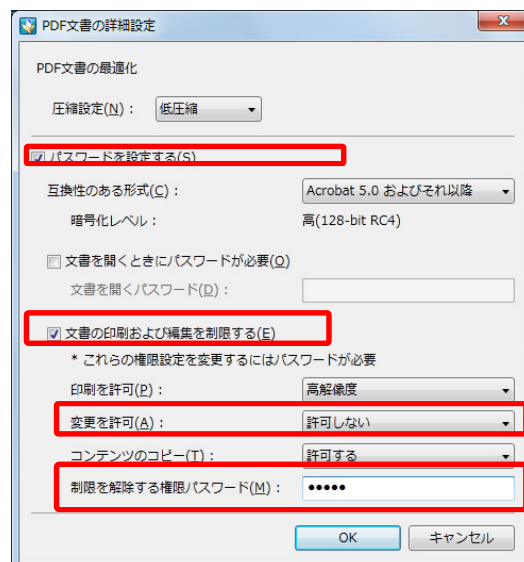 PDF文書の詳細設定
PDF文書の最適化
圧縮設定(N)： 低圧縮
パスワードを設定する(S)
互換性のある形式(C)： Acrobat 5.0 およびそれ以降
暗号化レベル： 高(128-bit RC4)
文書を開くときにパスワードが必要(O)
文書を開くパスワード(D)：
文書の印刷および編集を制限する(E)
* これらの権限設定を変更するにはパスワードが必要
印刷を許可(P)： 高解像度
変更を許可(A)： 許可しない
コンテンツのコピー(T)： 許可する
制限を解除する権限パスワード(M)： •••••
OK キャンセル